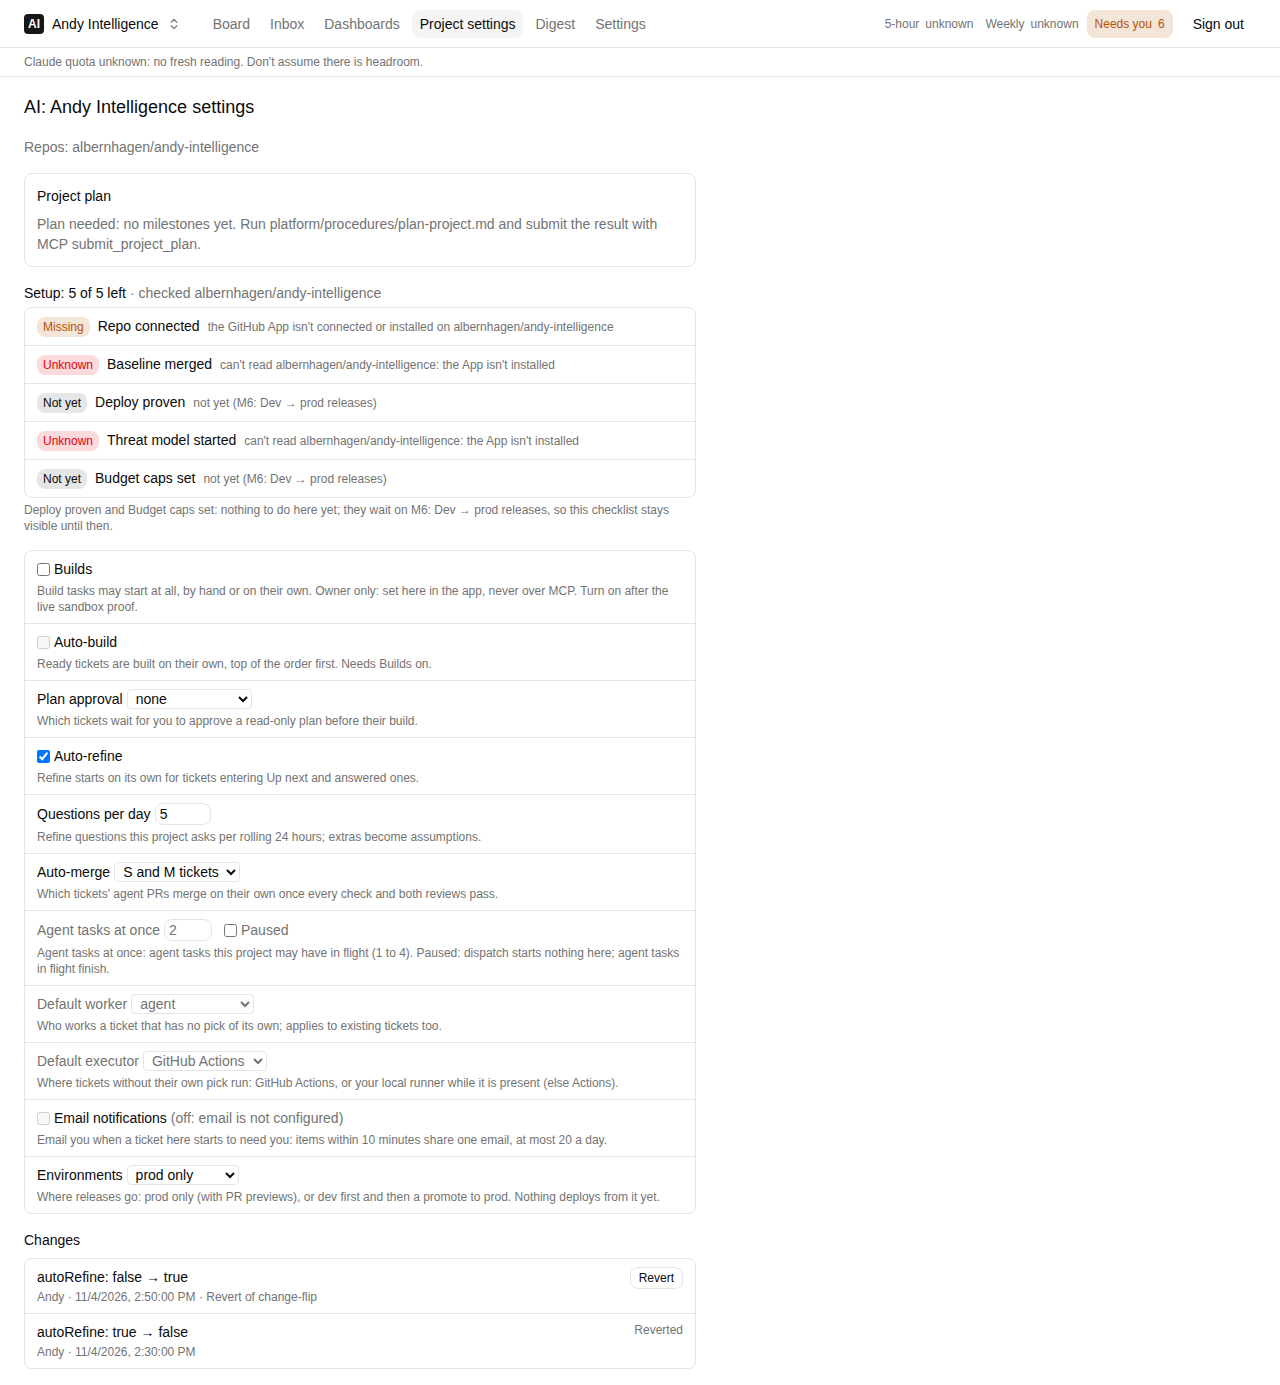 AI Andy Intelligence Board Inbox Dashboards Project settings Digest Settings 5-hour unknown Weekly unknown Needs you 6 Sign out
Claude quota unknown: no fresh reading. Don't assume there is headroom.
AI: Andy Intelligence settings
Repos: albernhagen/andy-intelligence
Project plan
Plan needed: no milestones yet. Run platform/procedures/plan-project.md and submit the result with
MCP submit_project_plan.
Setup: 5 of 5 left · checked albernhagen/andy-intelligence
Missing Repo connected the GitHub App isn't connected or installed on albernhagen/andy-intelligence
Unknown Baseline merged can't read albernhagen/andy-intelligence: the App isn't installed
Not yet Deploy proven not yet (M6: Dev → prod releases)
Unknown Threat model started can't read albernhagen/andy-intelligence: the App isn't installed
Not yet Budget caps set not yet (M6: Dev → prod releases)
Deploy proven and Budget caps set: nothing to do here yet; they wait on M6: Dev → prod releases, so this checklist stays
visible until then.
Builds
Build tasks may start at all, by hand or on their own. Owner only: set here in the app, never over MCP. Turn on after the
live sandbox proof.
Auto-build
Ready tickets are built on their own, top of the order first. Needs Builds on.
Plan approval none
Which tickets wait for you to approve a read-only plan before their build.
Auto-refine
Refine starts on its own for tickets entering Up next and answered ones.
Questions per day 5
Refine questions this project asks per rolling 24 hours; extras become assumptions.
Auto-merge S and M tickets
Which tickets' agent PRs merge on their own once every check and both reviews pass.
Agent tasks at once 2 Paused
Agent tasks at once: agent tasks this project may have in flight (1 to 4). Paused: dispatch starts nothing here; agent tasks
in flight finish.
Default worker agent
Who works a ticket that has no pick of its own; applies to existing tickets too.
Default executor GitHub Actions
Where tickets without their own pick run: GitHub Actions, or your local runner while it is present (else Actions).
Email notifications (off: email is not configured)
Email you when a ticket here starts to need you: items within 10 minutes share one email, at most 20 a day.
Environments prod only
Where releases go: prod only (with PR previews), or dev first and then a promote to prod. Nothing deploys from it yet.
Changes
autoRefine: false → true Revert
Andy · 11/4/2026, 2:50:00 PM · Revert of change-flip
autoRefine: true → false Reverted
Andy · 11/4/2026, 2:30:00 PM